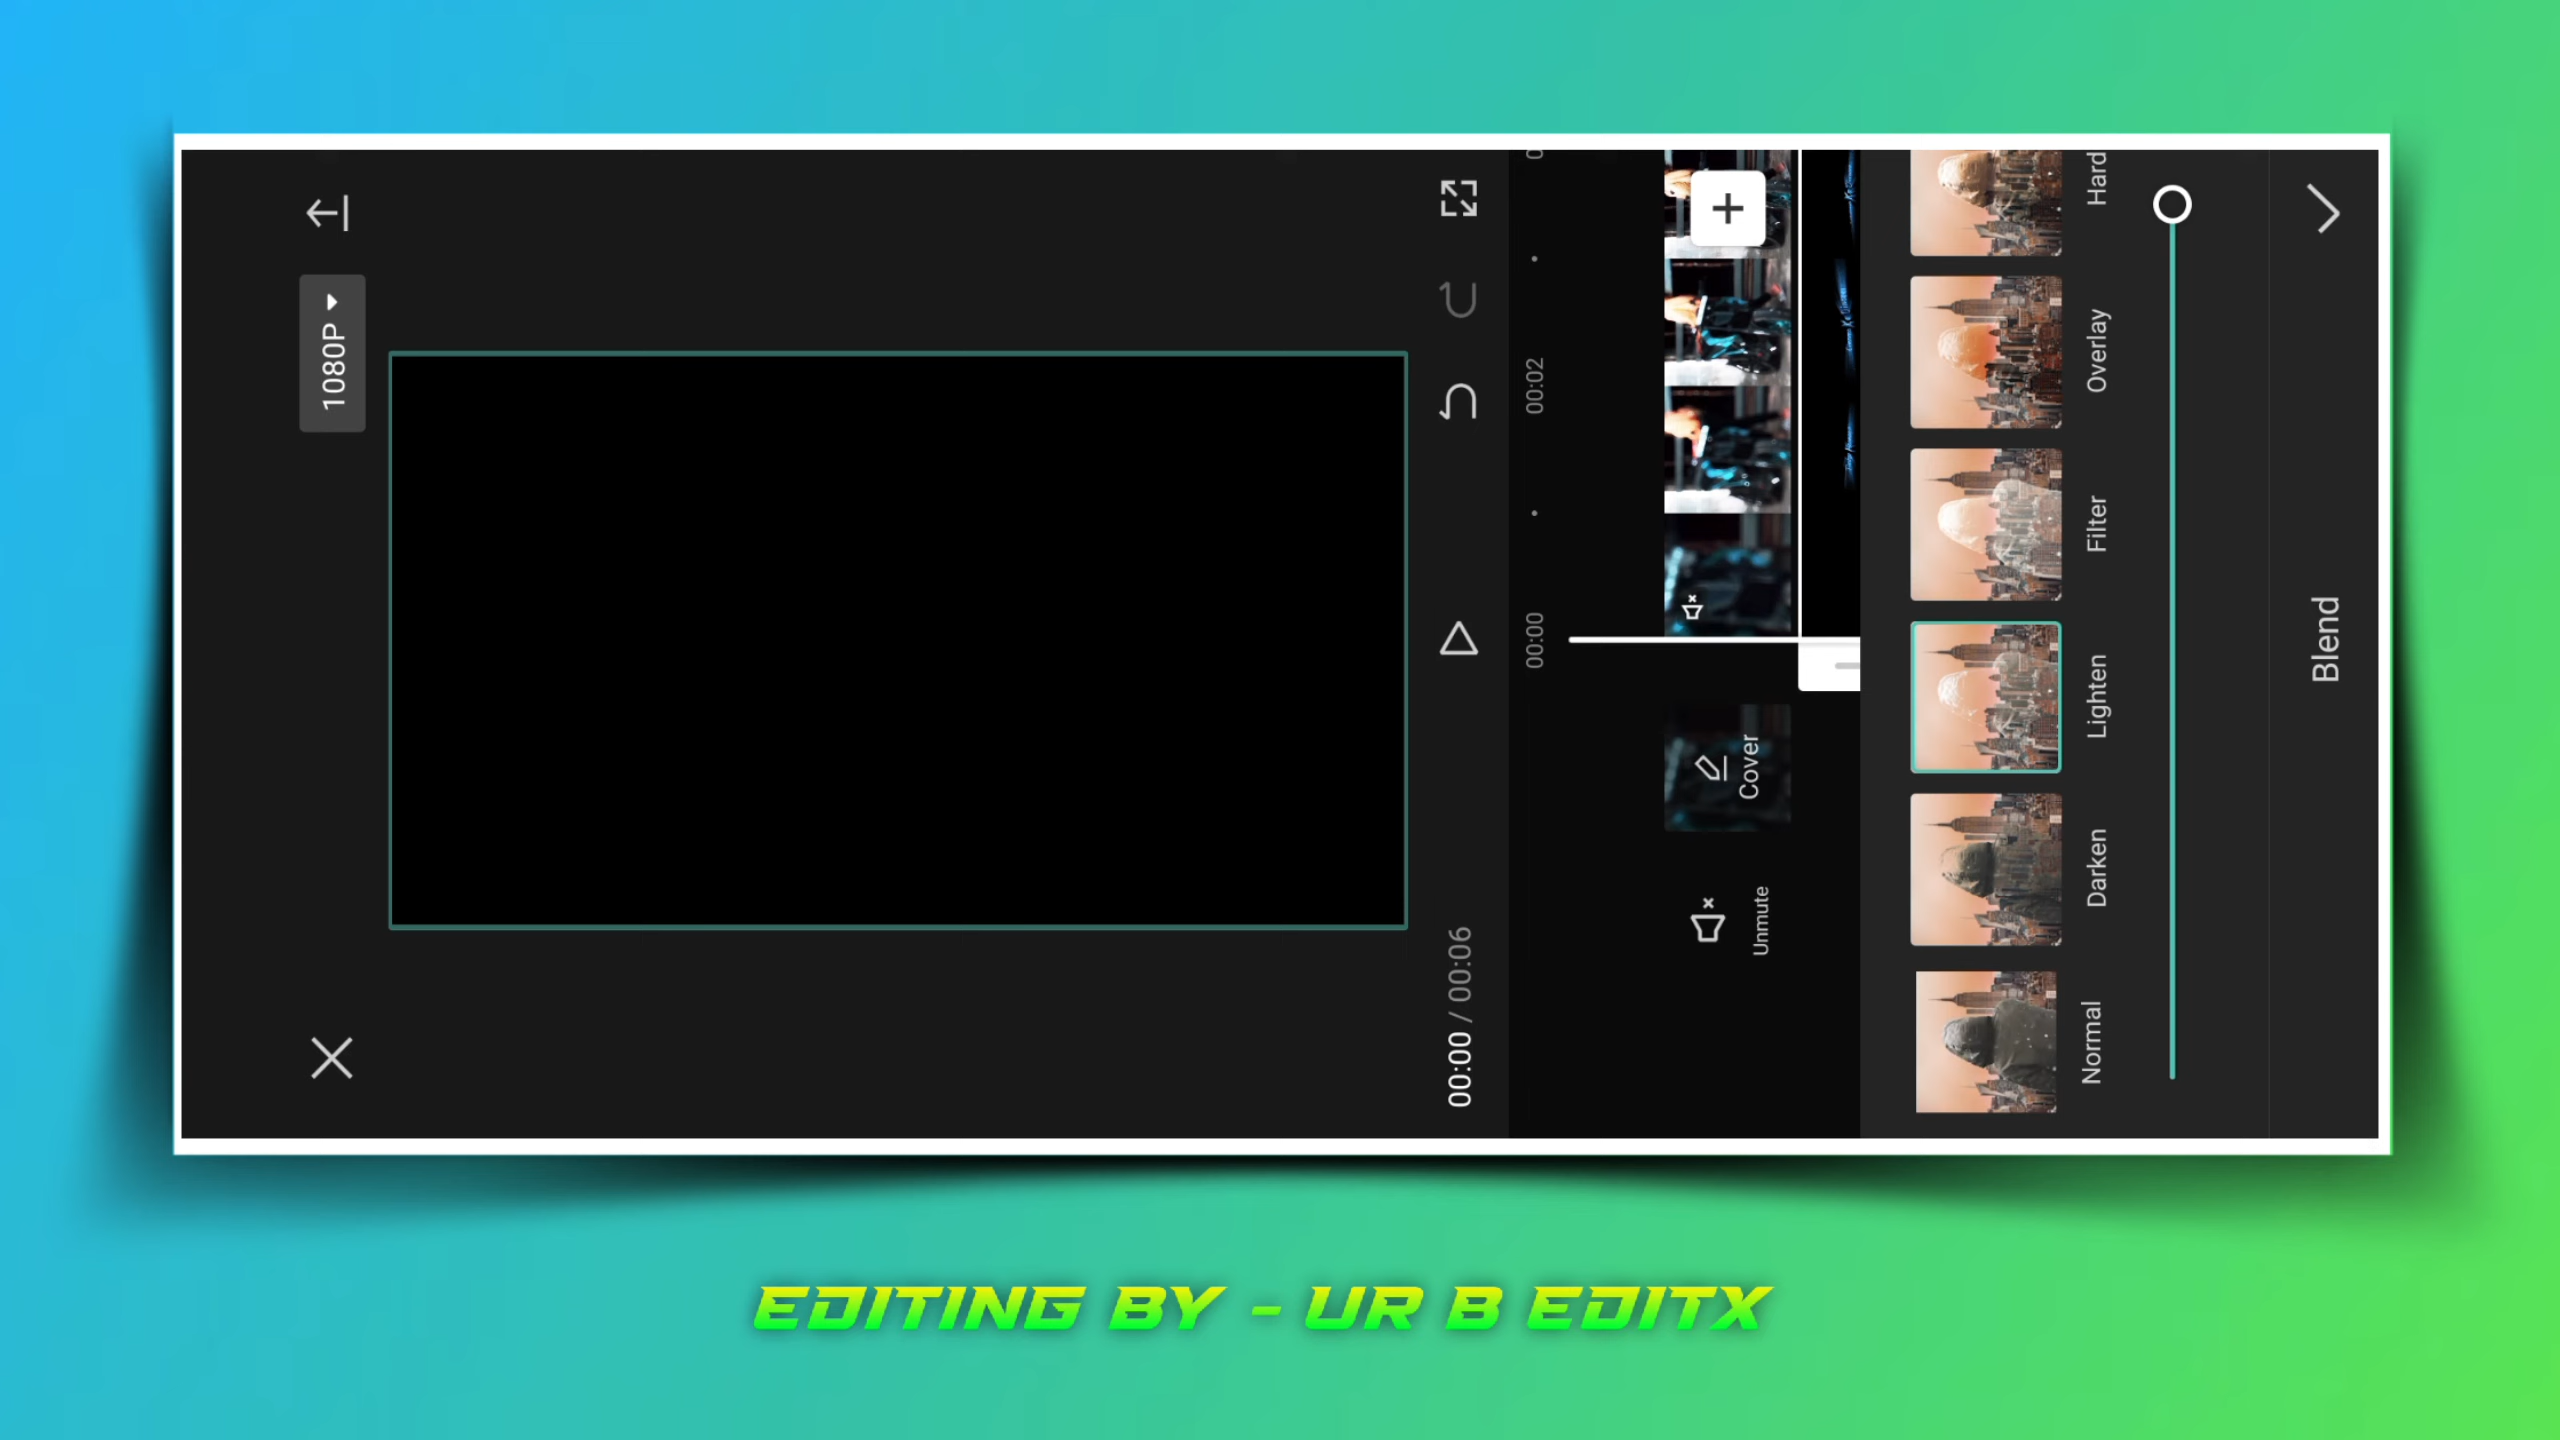 1080P
00:00 / 00:06
00:00
00:02
Cover
Unmute
Normal
Darken
Lighten
Filter
Overlay
Hard
Blend
EDITING BY - UR B EDITX